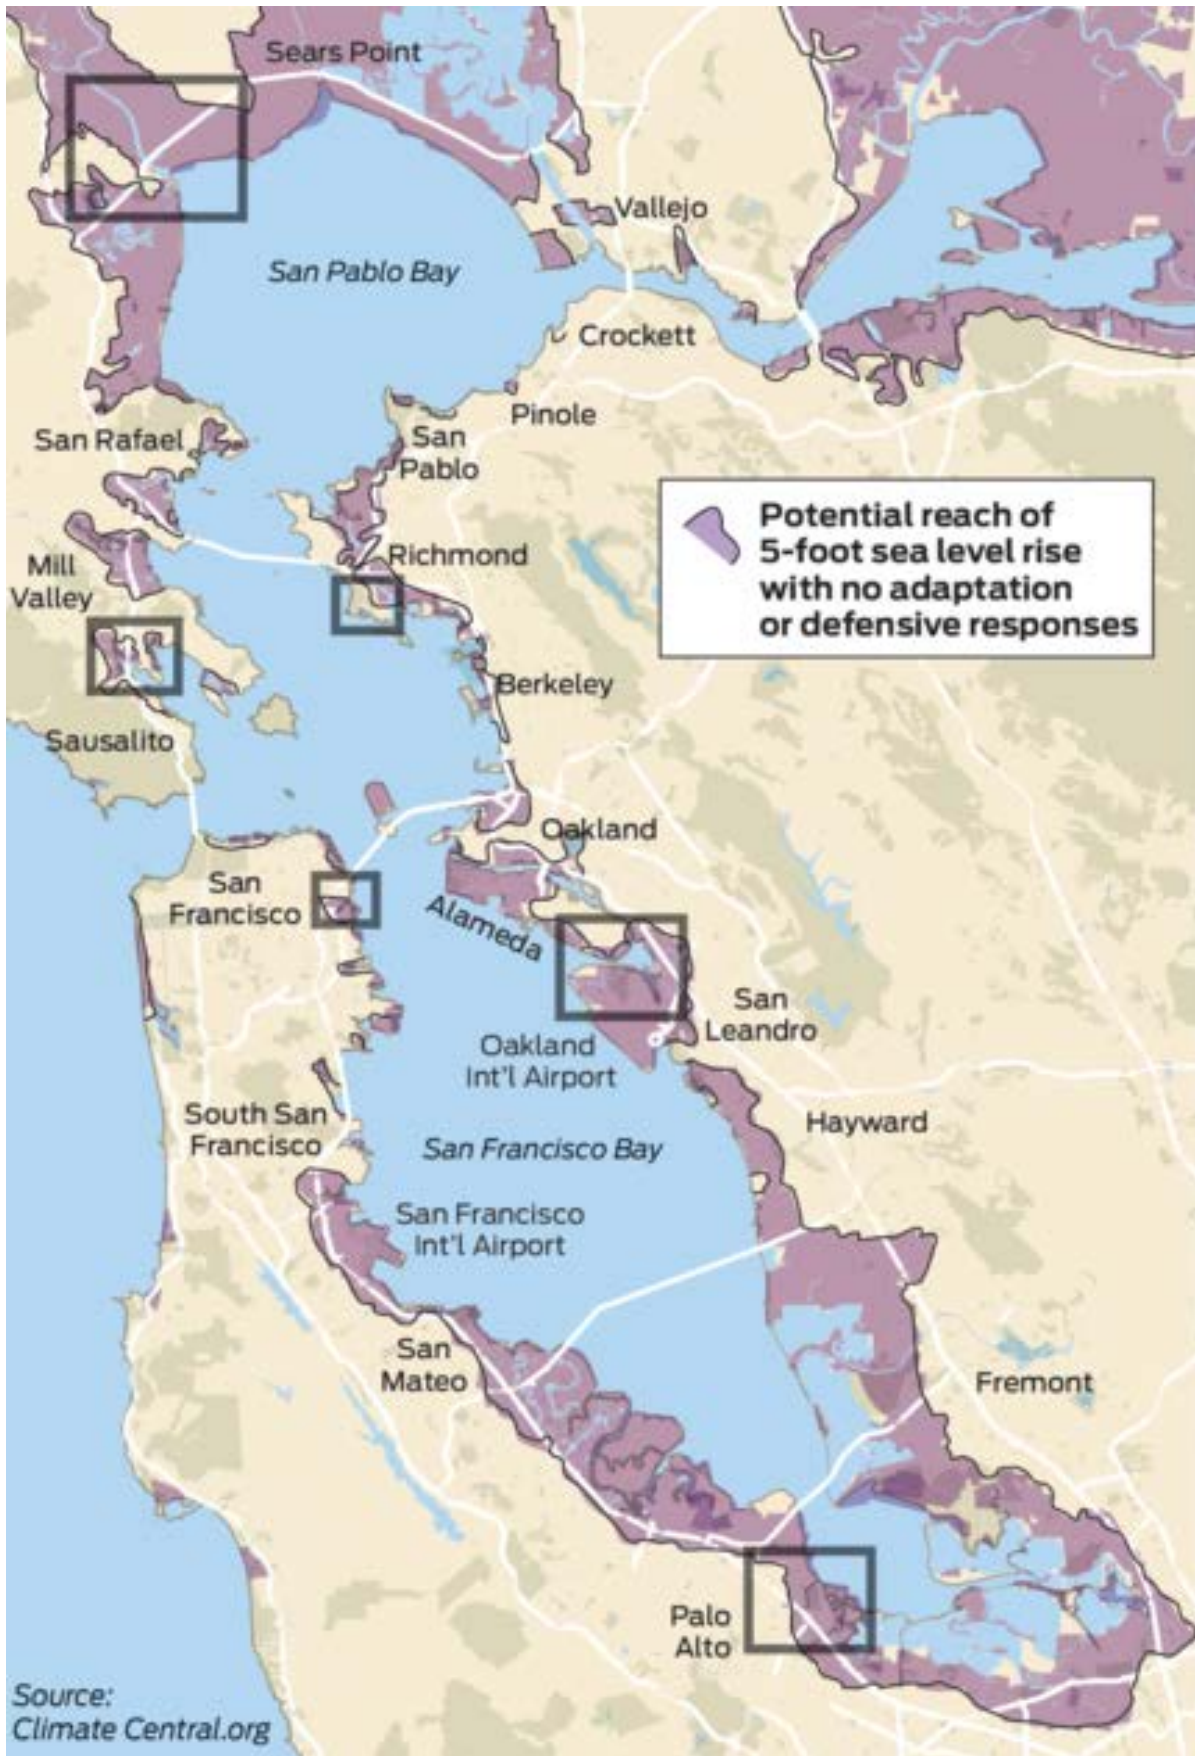 Sears Point
Vallejo
San Pablo Bay
Crockett
Pinole
San Rafael
San
Pablo
Potential reach of
5-foot sea level rise
with no adaptation
or defensive responses
Richmond
Mill
Valley
Berkeley
Sausalito
Oakland
San
Francisco
Alameda
San
Leandro
Oakland
Int'l Airport
South San
Francisco
Hayward
San Francisco Bay
San Francisco
Int'l Airport
San
Mateo
Fremont
Palo
Alto
Source:
Climate Central.org